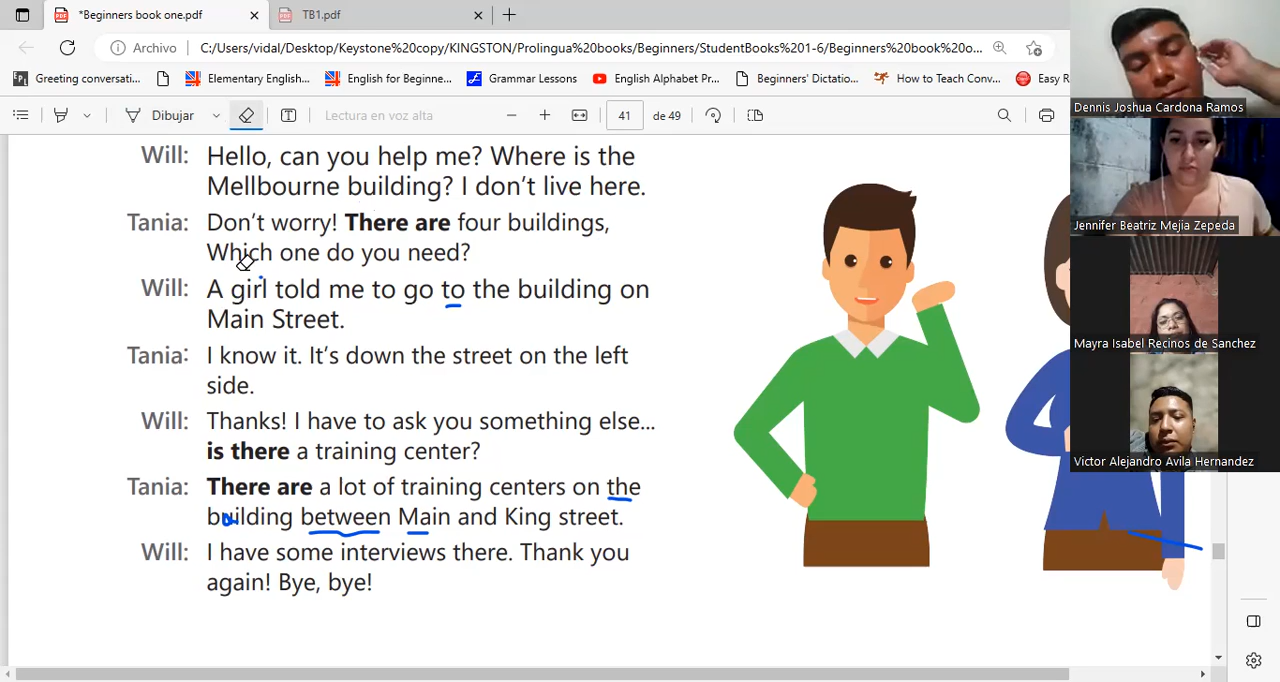 *Beginners book one.pdf
TB1.pdf
Archivo
C:/Users/vidal/Desktop/Keystone%20copy/KINGSTON/Prolingua%20books/Beginners/StudentBooks%201-6/Beginners%20book%20o...
Greeting conversati...
Elementary English...
English for Beginne...
Grammar Lessons
English Alphabet Pr...
Beginners' Dictatio...
How to Teach Conv...
Easy R
Dibujar
Lectura en voz alta
41
de 49
Will: Hello, can you help me? Where is the
Mellbourne building? I don't live here.
Tania: Don't worry! There are four buildings,
Which one do you need?
Will: A girl told me to go to the building on
Main Street.
Tania: I know it. It's down the street on the left
side.
Will: Thanks! I have to ask you something else...
is there a training center?
Tania: There are a lot of training centers on the
building between Main and King street.
Will: I have some interviews there. Thank you
again! Bye, bye!
Dennis Joshua Cardona Ramos
Jennifer Beatriz Mejia Zepeda
Mayra Isabel Recinos de Sanchez
Victor Alejandro Avila Hernandez